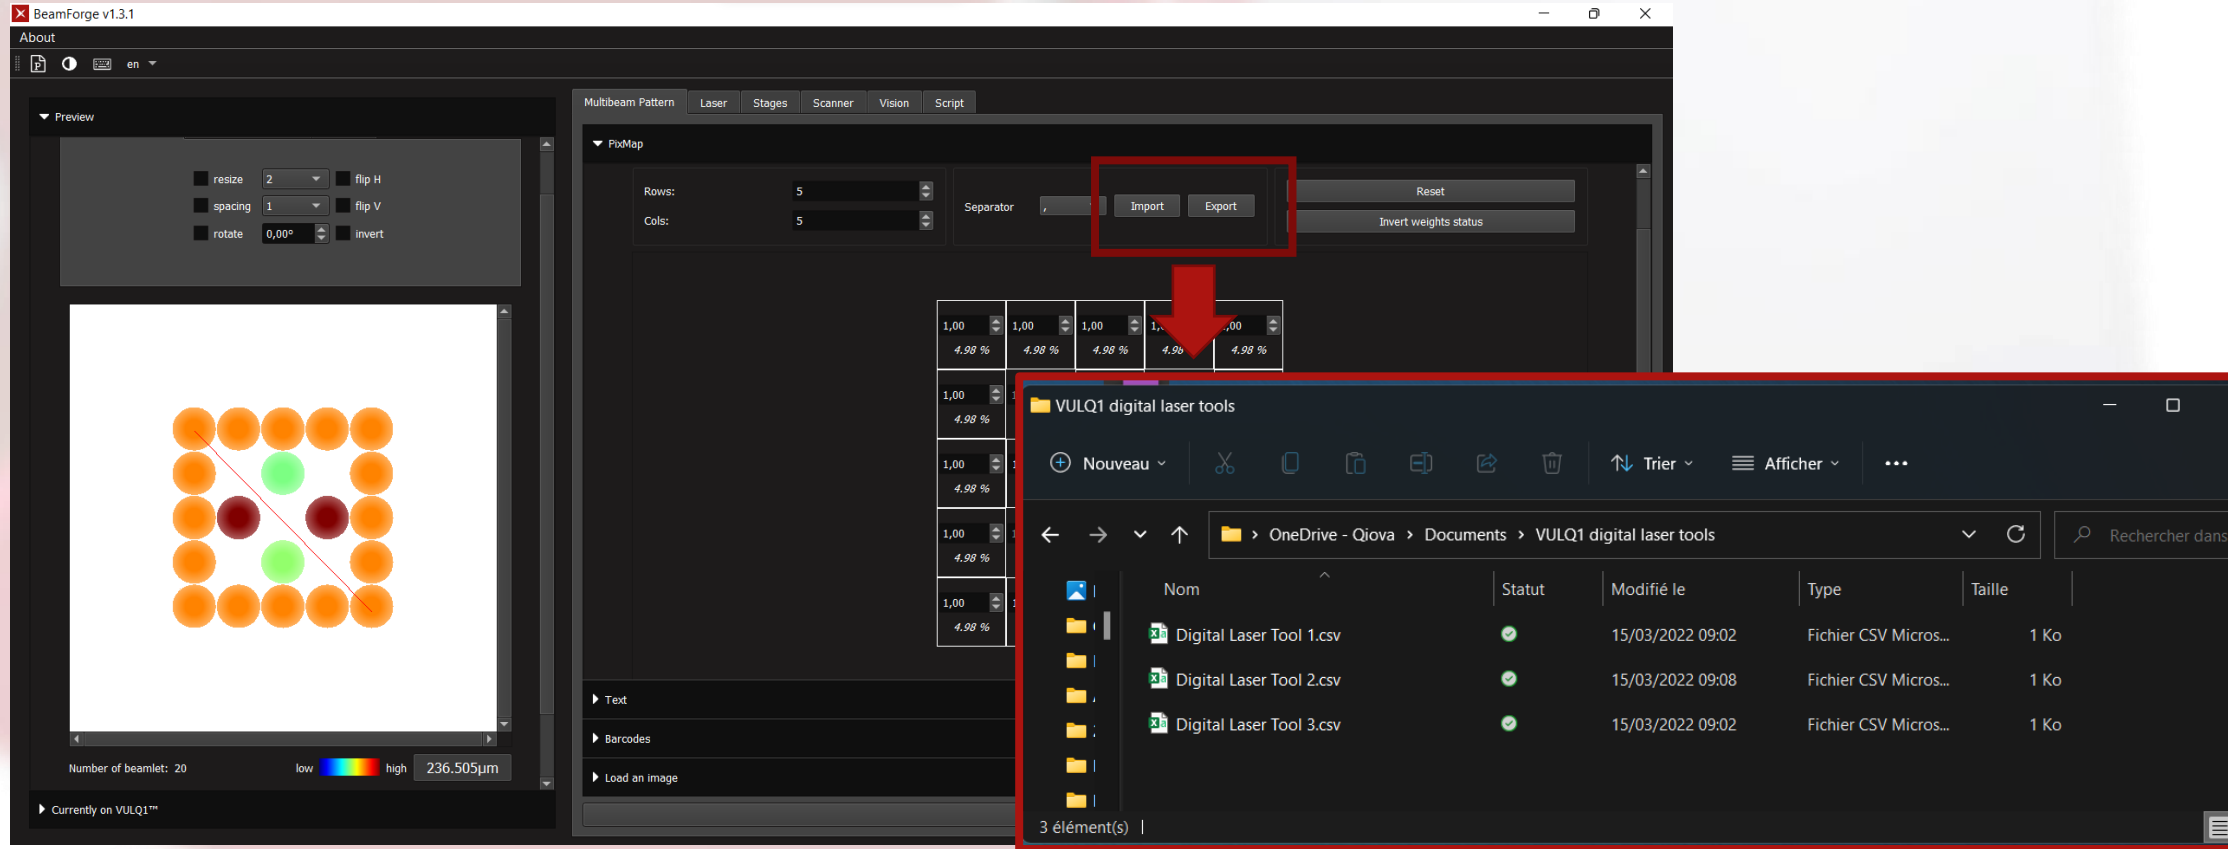 BeamForge v1.3.1
About
en
Preview
resize 2 flip H
spacing 1 flip V
rotate 0,00° invert
Number of beamlet: 20 low high 236.505µm
Currently on VULQ1™
Multibeam Pattern Laser Stages Scanner Vision Script
PixMap
Rows: 5
Cols: 5
Separator , Import Export
Reset
Invert weights status
1,00 1,00 1,00
4.98 % 4.98 % 4.98 % 4.98 4.98 %
1,00
4.98 %
1,00
4.98 %
1,00
4.98 %
1,00
4.98 %
Text
Barcodes
Load an image
VULQ1 digital laser tools
Nouveau Trier Afficher
OneDrive - Qiova > Documents > VULQ1 digital laser tools
Rechercher dans
Nom Statut Modifié le Type Taille
Digital Laser Tool 1.csv 15/03/2022 09:02 Fichier CSV Micros... 1 Ko
Digital Laser Tool 2.csv 15/03/2022 09:08 Fichier CSV Micros... 1 Ko
Digital Laser Tool 3.csv 15/03/2022 09:02 Fichier CSV Micros... 1 Ko
3 élément(s)